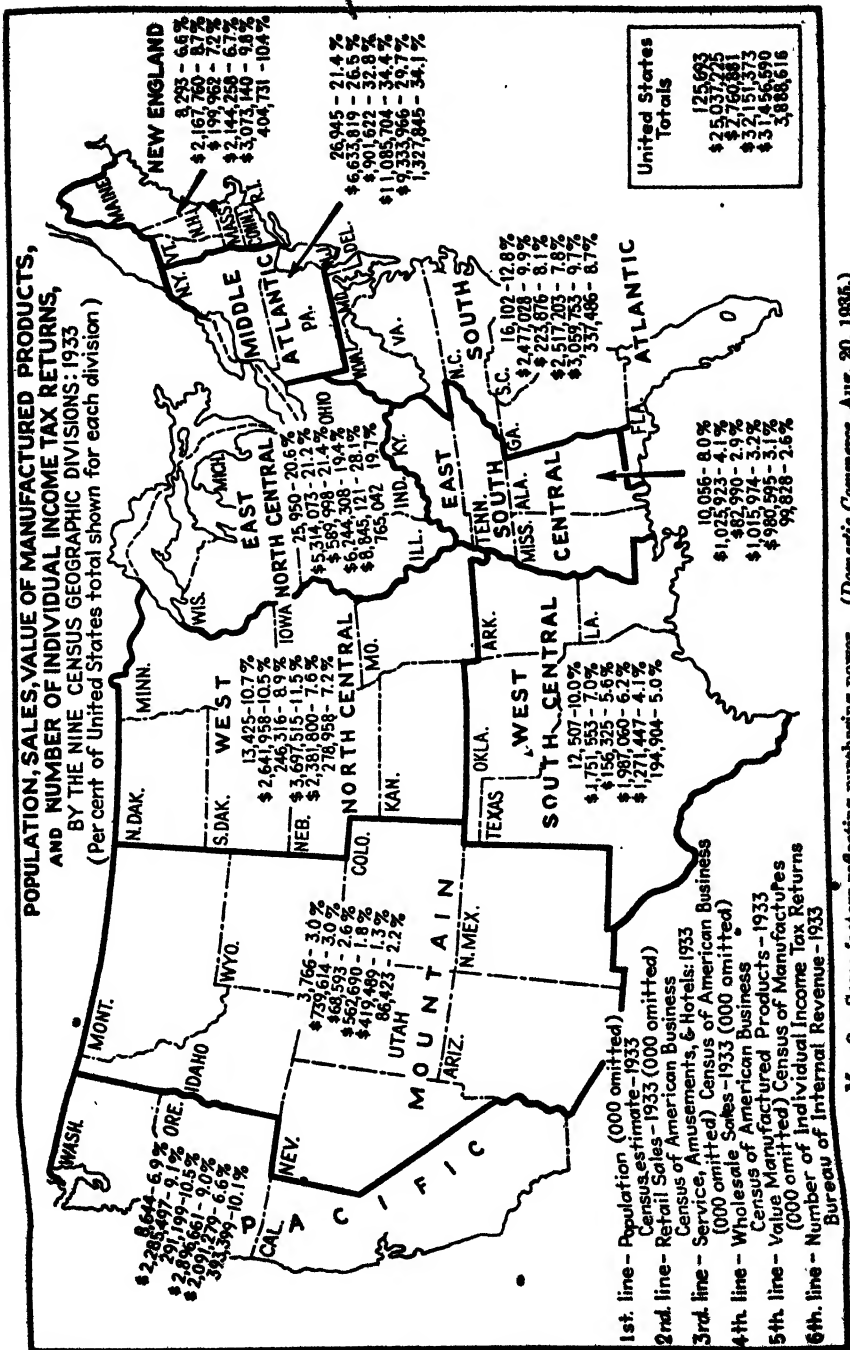 POPULATION, SALES, VALUE OF MANUFACTURED PRODUCTS,
AND NUMBER OF INDIVIDUAL INCOME TAX RETURNS,
BY THE NINE CENSUS GEOGRAPHIC DIVISIONS: 1933
(Per cent of United States total shown for each division)
WASH.
ORE.
8,644 - 6.9%
$2,285,497 - 9.1%
291,199 - 10.5%
$2,896,661 - 9.0%
$2,091,279 - 6.6%
393,399 - 10.1%
PACIFIC
CAL.
NEV.
IDAHO
MONT.
WYO.
3,766 - 3.0%
$739,614 - 3.0%
$68,593 - 2.6%
$562,690 - 1.8%
$419,489 - 1.3%
86,423 - 2.2%
UTAH
COLO.
MOUNTAIN
ARIZ.
N.MEX.
N.DAK.
MINN.
S.DAK.
WEST
13,425 - 10.7%
$2,641,958 - 10.5%
246,316 - 8.9%
$3,697,515 - 11.5%
$2,381,800 - 7.6%
278,958 - 7.2%
NORTH CENTRAL
NEB.
IOWA
KAN.
MO.
TEXAS
OKLA.
ARK.
WEST
SOUTH CENTRAL
12,507 - 10.0%
$1,751,553 - 7.0%
$156,325 - 5.6%
$1,987,060 - 6.2%
$1,271,447 - 4.1%
194,904 - 5.0%
LA.
WIS.
MICH.
EAST
NORTH CENTRAL
25,950 - 20.6%
$5,314,073 - 21.2%
$589,998 - 21.4%
$6,244,308 - 19.4%
$8,845,121 - 28.1%
765,042 19.7%
OHIO
ILL.
IND.
KY.
EAST
TENN.
SOUTH
MISS.
ALA.
CENTRAL
10,056 - 8.0%
$1,025,923 - 4.1%
$82,990 - 2.9%
$1,015,974 - 3.2%
$980,595 - 3.1%
99,828 - 2.6%
N.Y.
MIDDLE
ATLANTIC
PA.
N.J.
26,945 - 21.4%
$6,633,819 - 26.5%
$901,622 - 32.8%
$11,085,704 - 34.4%
$9,333,966 - 29.7%
1,327,845 - 34.1%
NEW ENGLAND
8,293 - 6.6%
$2,167,760 - 8.7%
$199,962 - 7.2%
$2,144,258 - 6.7%
$3,073,140 - 9.8%
404,731 - 10.4%
MAINE
VT.
N.H.
MASS.
CONN.
R.I.
DEL.
MD.
W.VA.
VA.
N.C.
SOUTH
S.C.
16,102 - 12.8%
$2,477,028 - 9.9%
$223,876 - 8.1%
$2,517,203 - 7.8%
$3,059,753 - 9.7%
337,486 - 8.7%
GA.
ATLANTIC
FLA.
United States
Totals
125,693
$25,037,225
$2,760,881
$32,151,373
$31,456,590
3,888,616
1st. line - Population (000 omitted)
Census estimate - 1933
2nd. line - Retail Sales - 1933 (000 omitted)
Census of American Business
3rd. line - Service, Amusements, & Hotels: 1933
(000 omitted) Census of American Business
4th. line - Wholesale Sales - 1933 (000 omitted)
Census of American Business
5th. line - Value Manufactured Products - 1933
(000 omitted) Census of Manufactures
6th. line - Number of Individual Income Tax Returns
Bureau of Internal Revenue - 1933
factors reflecting purchasing power. (Domestic Commerce, Aug. 20, 1935.)